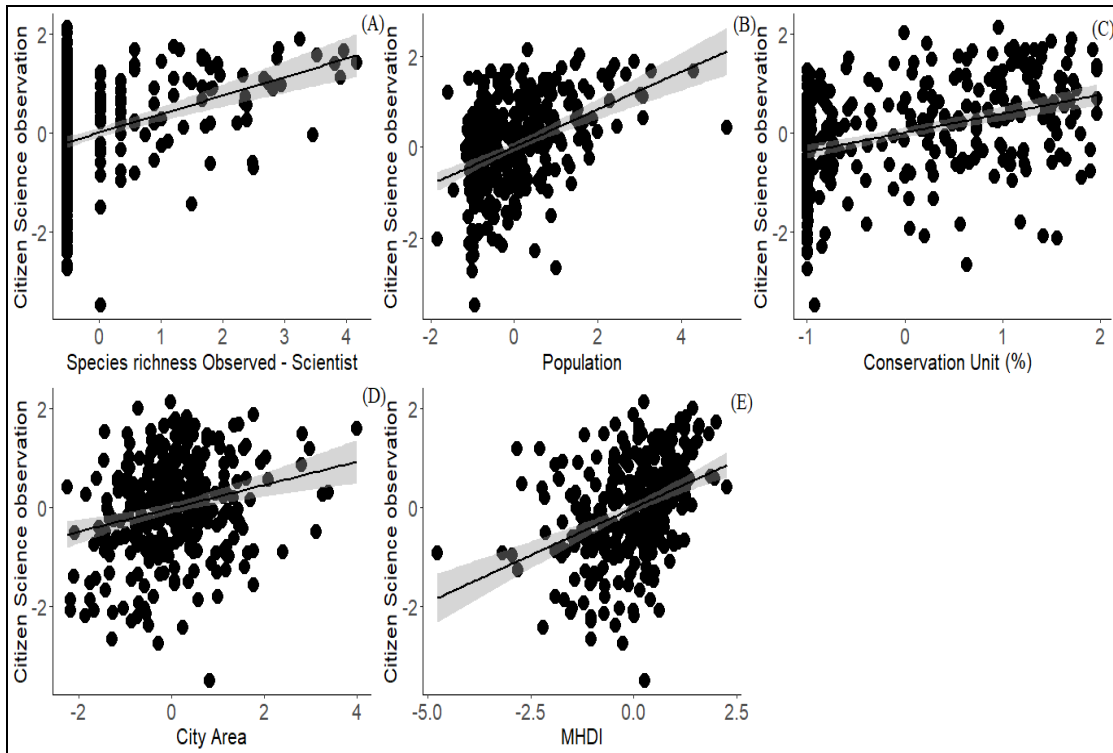 (A)
Citizen Science observation
2
0
-2
0 1 2 3 4
Species richness Observed - Scientist
(B)
Citizen Science observation
2
0
-2
-2 0 2 4
Population
(C)
Citizen Science observation
2
0
-2
-1 0 1 2
Conservation Unit (%)
(D)
Citizen Science observation
2
0
-2
-2 0 2 4
City Area
(E)
Citizen Science observation
2
0
-2
-5.0 -2.5 0.0 2.5
MHDI